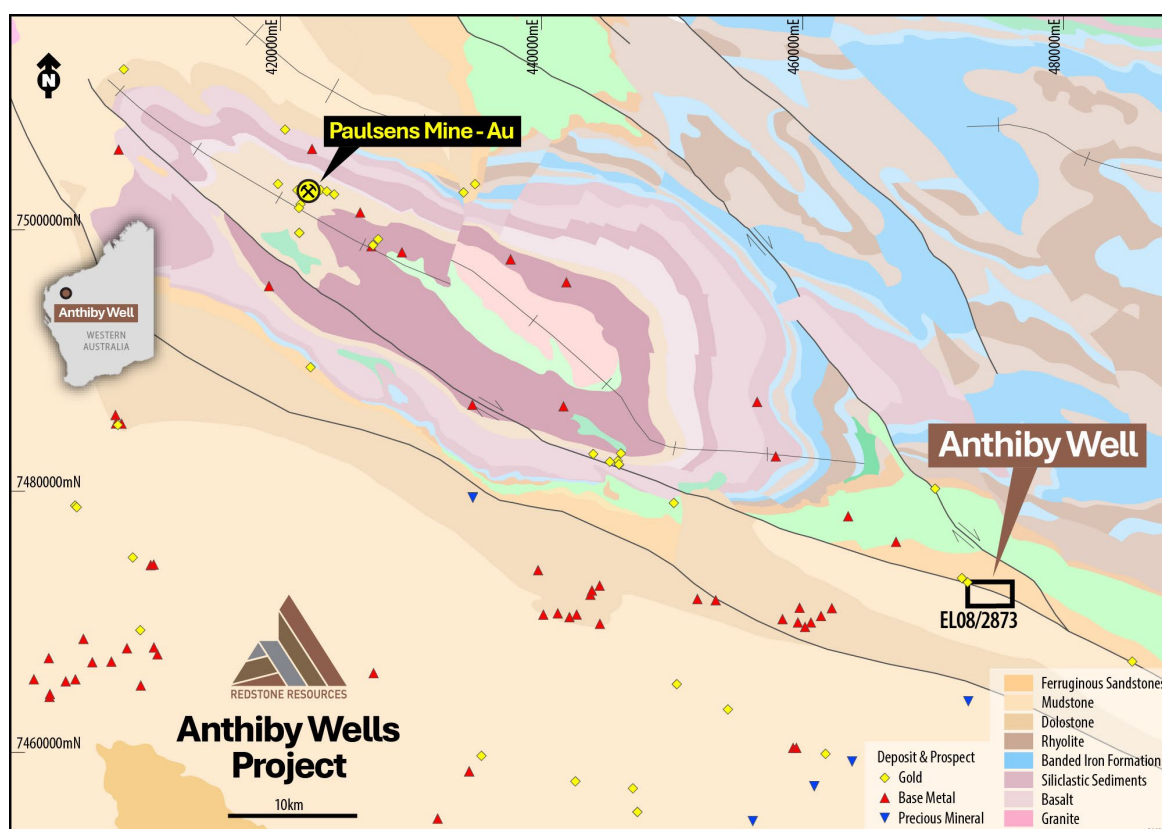 420000mE
440000mE
460000mE
480000mE
N
Paulsens Mine - Au
7500000mN
Anthiby Well
WESTERN
AUSTRALIA
Anthiby Well
7480000mN
EL08/2873
REDSTONE RESOURCES
Anthiby Wells
Project
10km
7460000mN
Deposit & Prospect
Gold
Base Metal
Precious Mineral
Ferruginous Sandstones
Mudstone
Dolostone
Rhyolite
Banded Iron Formation
Siliclastic Sediments
Basalt
Granite